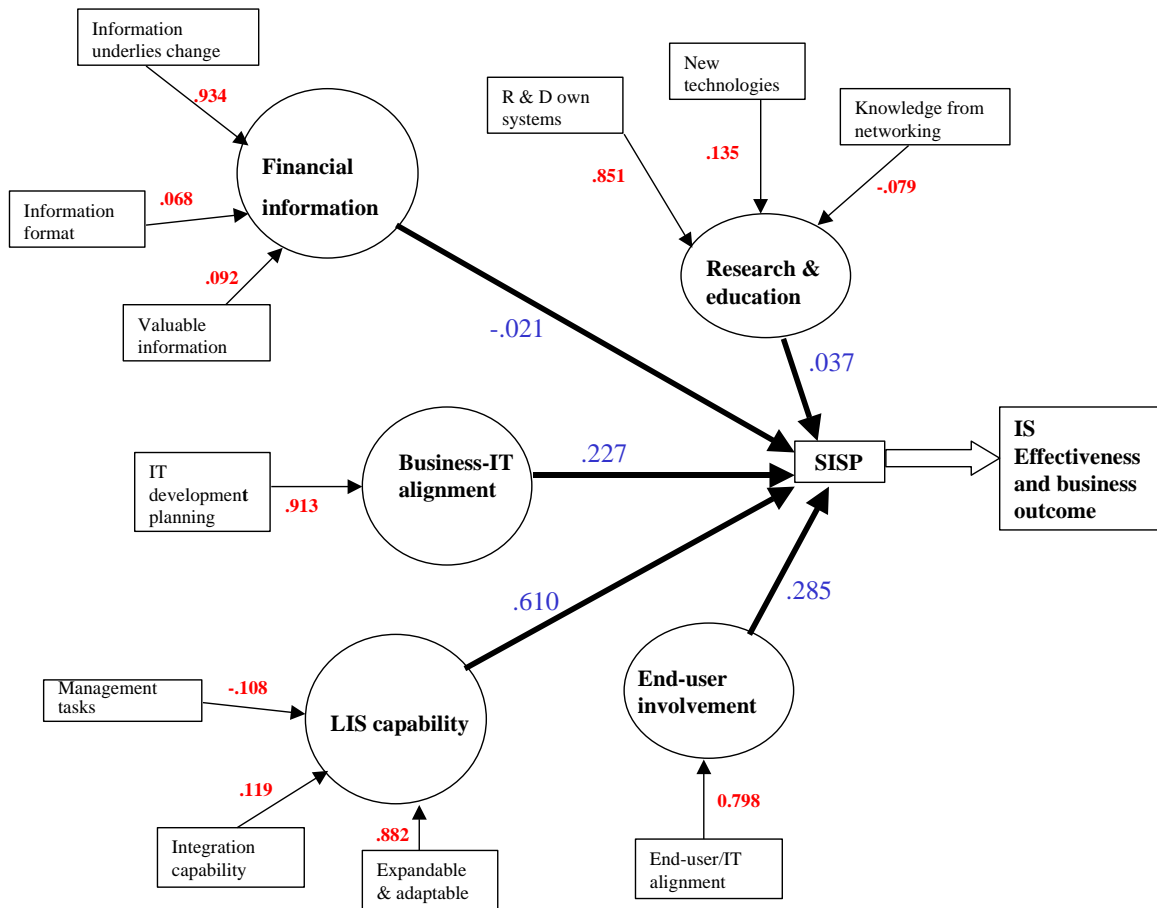 Information
underlies change
.934
Financial
information
Information
format
.068
.092
Valuable
information
-.021
New
technologies
R & D own
systems
Knowledge from
networking
.135
.851
-.079
Research &
education
.037
IT
development
planning
.913
Business-IT
alignment
.227
SISP
IS
Effectiveness
and business
outcome
.610
.285
Management
tasks
-.108
LIS capability
.119
Integration
capability
.882
Expandable
& adaptable
End-user
involvement
0.798
End-user/IT
alignment